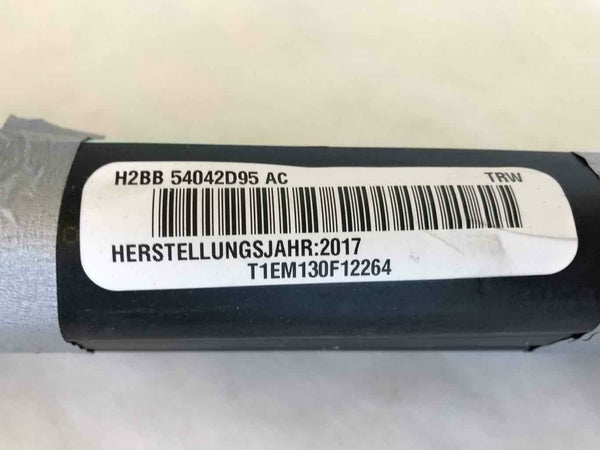 H2BB 54042D95 AC TRW
HERSTELLUNGSJAHR:2017
T1EM130F12264